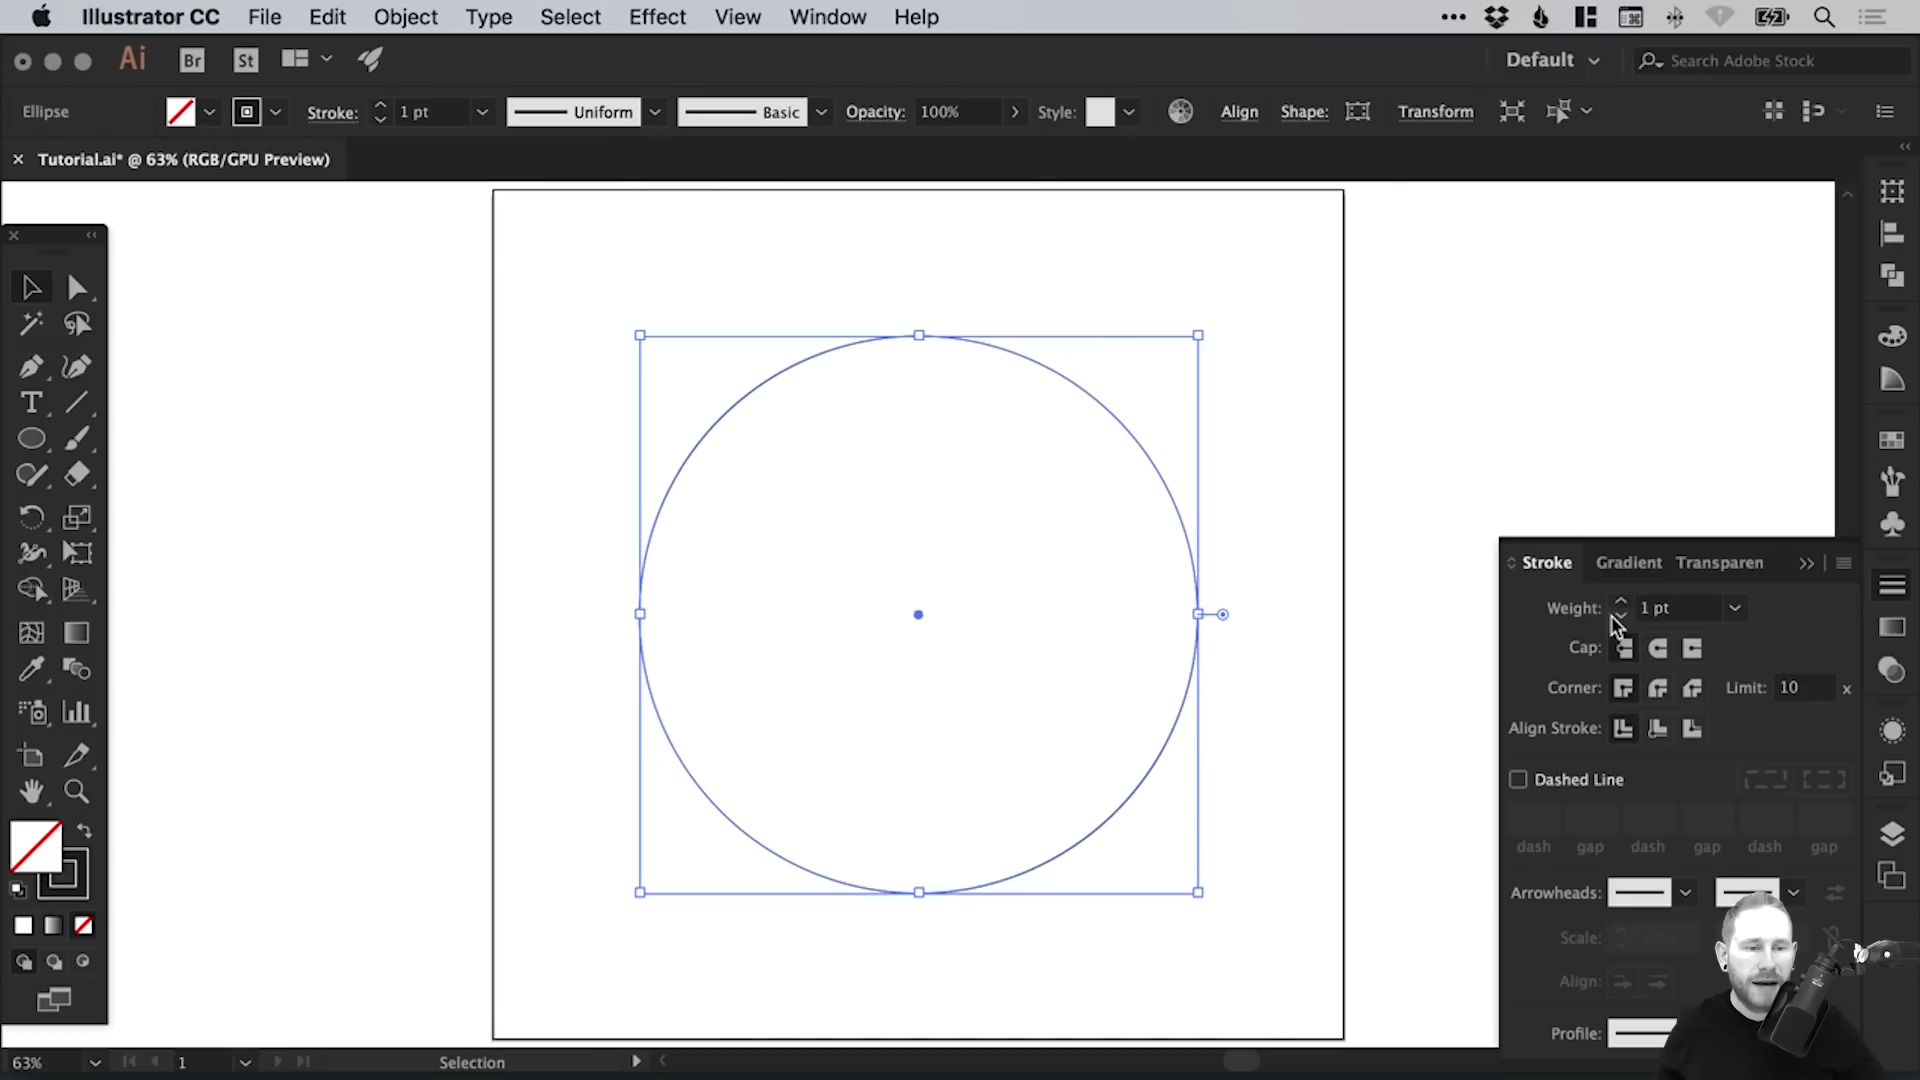 Illustrator CC File Edit Object Type Select Effect View Window Help
Ai Br St Default Search Adobe Stock
Ellipse Stroke: 1 pt Uniform Basic Opacity: 100% Style: Align Shape: Transform
Tutorial.ai* @ 63% (RGB/GPU Preview)
Stroke Gradient Transparen
Weight: 1 pt
Cap:
Corner: Limit: 10 x
Align Stroke:
Dashed Line
dash gap dash gap dash gap
Arrowheads:
Scale:
Align:
Profile:
63% 1 Selection